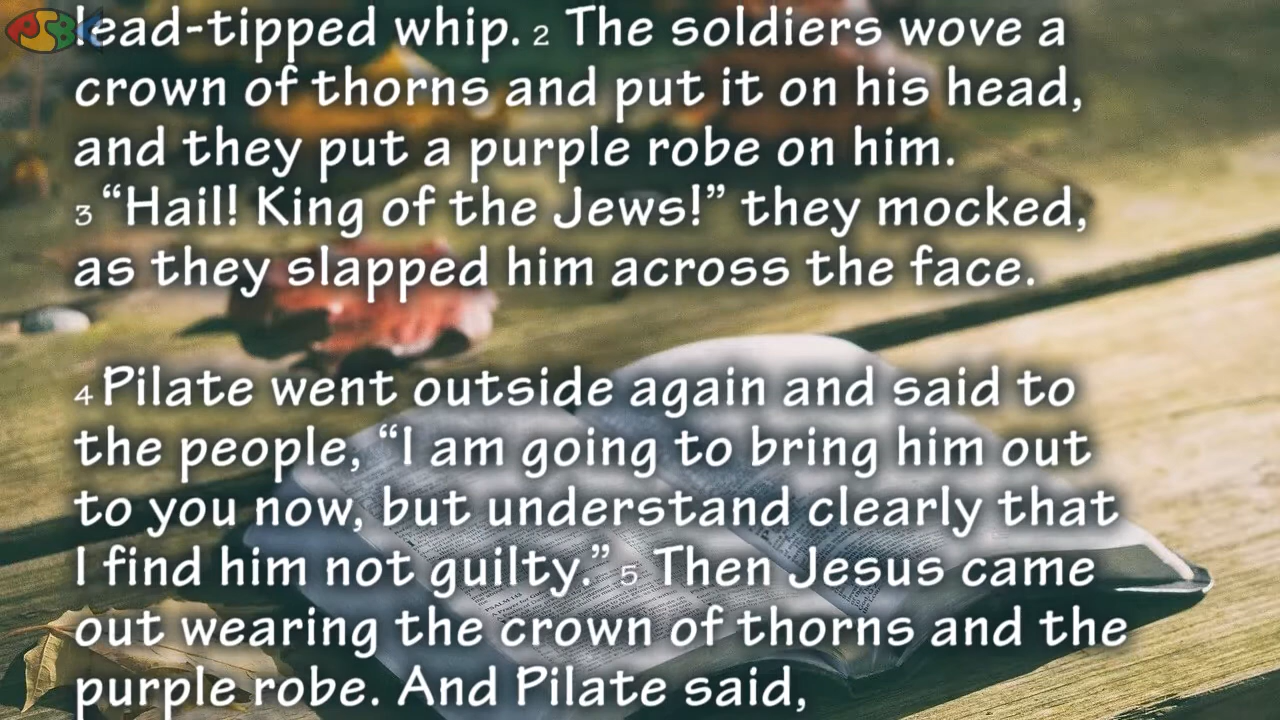 PSBK
lead-tipped whip. 2 The soldiers wove a
crown of thorns and put it on his head,
and they put a purple robe on him.
3 “Hail! King of the Jews!” they mocked,
as they slapped him across the face.
4 Pilate went outside again and said to
the people, “I am going to bring him out
to you now, but understand clearly that
I find him not guilty.” 5 Then Jesus came
out wearing the crown of thorns and the
purple robe. And Pilate said,